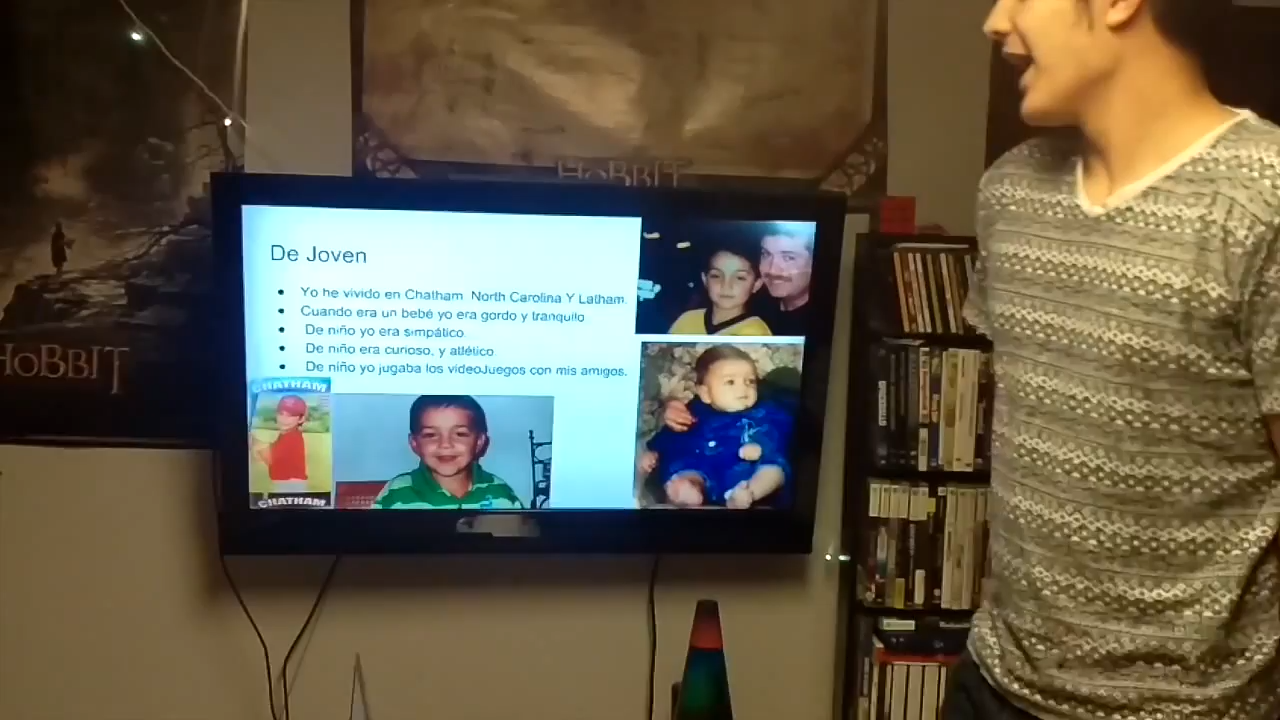 HOBBIT
De Joven
Yo he vivido en Chatham North Carolina Y Latham.
Cuando era un bebé yo era gordo y tranquilo
De niño yo era simpático.
De niño era curioso, y atlético
De niño yo jugaba los videoJuegos con mis amigos.
HOBBIT
CHATHAM
CHATHAM